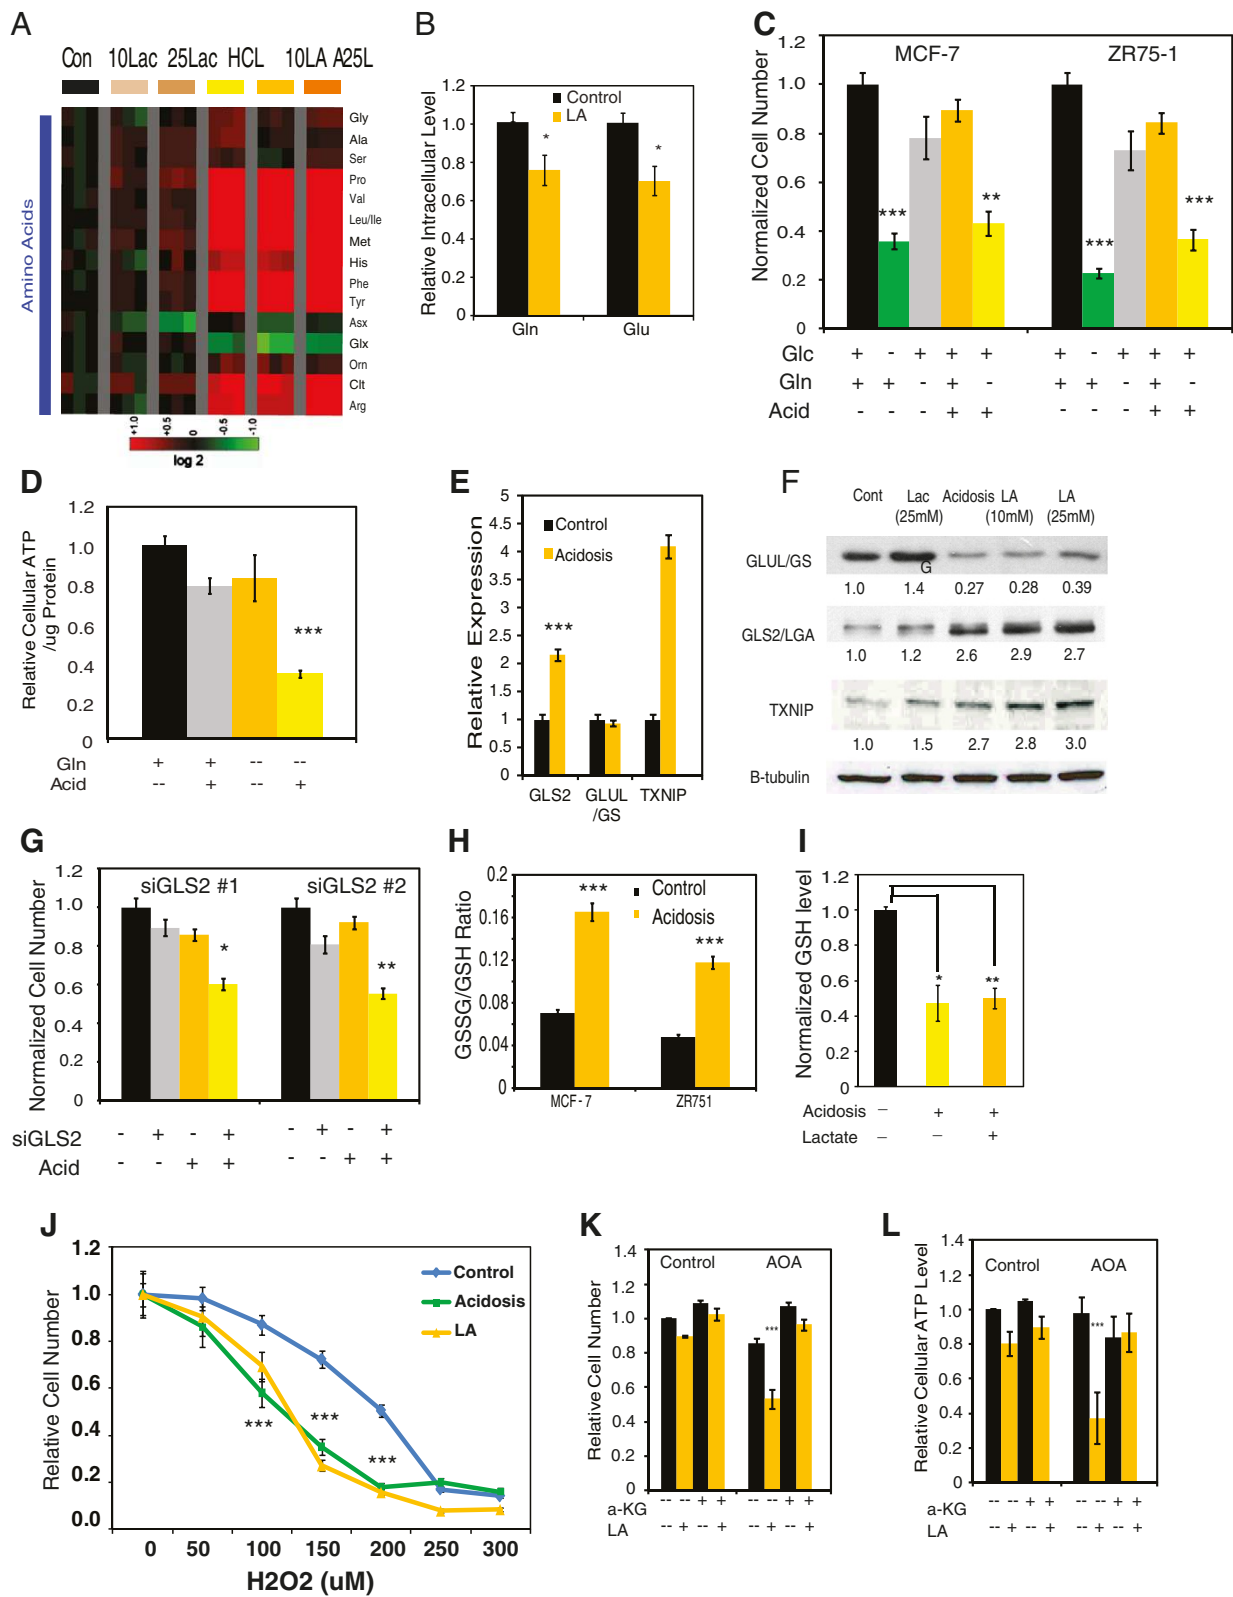 A
Con 10Lac 25Lac HCL 10LA A25L
Amino Acids
Gly
Ala
Ser
Pro
Val
Leu/Ile
Met
His
Phe
Tyr
Asx
Glx
Orn
Clt
Arg
+1.0 +0.5 0 -0.5 -1.0
log 2
B
Relative Intracellular Level
1.2
1.0
0.8
0.6
0.4
0.2
0
Control
LA
*
*
Gln Glu
C
Normalized Cell Number
1.2
1.0
0.8
0.6
0.4
0.2
0
MCF-7 ZR75-1
*** ** *** ***
Glc + - + + + + - + + +
Gln + + - + - + + - + -
Acid - - - + + - - - + +
D
Relative Cellular ATP
/ug Protein
1.2
1.0
0.8
0.6
0.4
0.2
0
***
Gln + + -- --
Acid -- + -- +
E
Relative Expression
5
4.5
4
3.5
3
2.5
2
1.5
1
0.5
0
Control
Acidosis
***
GLS2 GLUL TXNIP
/GS
F
Cont Lac Acidosis LA LA
(25mM) (10mM) (25mM)
GLUL/GS
G
1.0 1.4 0.27 0.28 0.39
GLS2/LGA
1.0 1.2 2.6 2.9 2.7
TXNIP
1.0 1.5 2.7 2.8 3.0
B-tubulin
G
Normalized Cell Number
1.2
1.0
0.8
0.6
0.4
0.2
0
siGLS2 #1 siGLS2 #2
* **
siGLS2 - + - + - + - +
Acid - - + + - - + +
H
GSSG/GSH Ratio
0.2
0.16
0.12
0.08
0.04
0
Control
Acidosis
***
***
MCF-7 ZR751
I
Normalized GSH level
1.2
1.0
0.8
0.6
0.4
0.2
0
* **
Acidosis – + +
Lactate – – +
J
Relative Cell Number
1.2
1.0
0.8
0.6
0.4
0.2
0.0
Control
Acidosis
LA
***
***
***
0 50 100 150 200 250 300
H2O2 (uM)
K
Relative Cell Number
1.4
1.2
1.0
0.8
0.6
0.4
0.2
0
Control AOA
***
a-KG -- -- + + -- -- + +
LA -- + -- + -- + -- +
L
Relative Cellular ATP Level
1.4
1.2
1.0
0.8
0.6
0.4
0.2
0
Control AOA
***
a-KG -- -- + + -- -- + +
LA -- + -- + -- + -- +